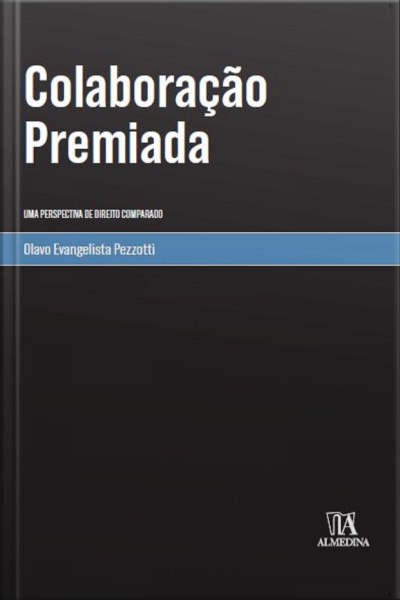 Colaboração
Premiada
UMA PERSPECTIVA DE DIREITO COMPARADO
Olavo Evangelista Pezzotti
ALMEDINA